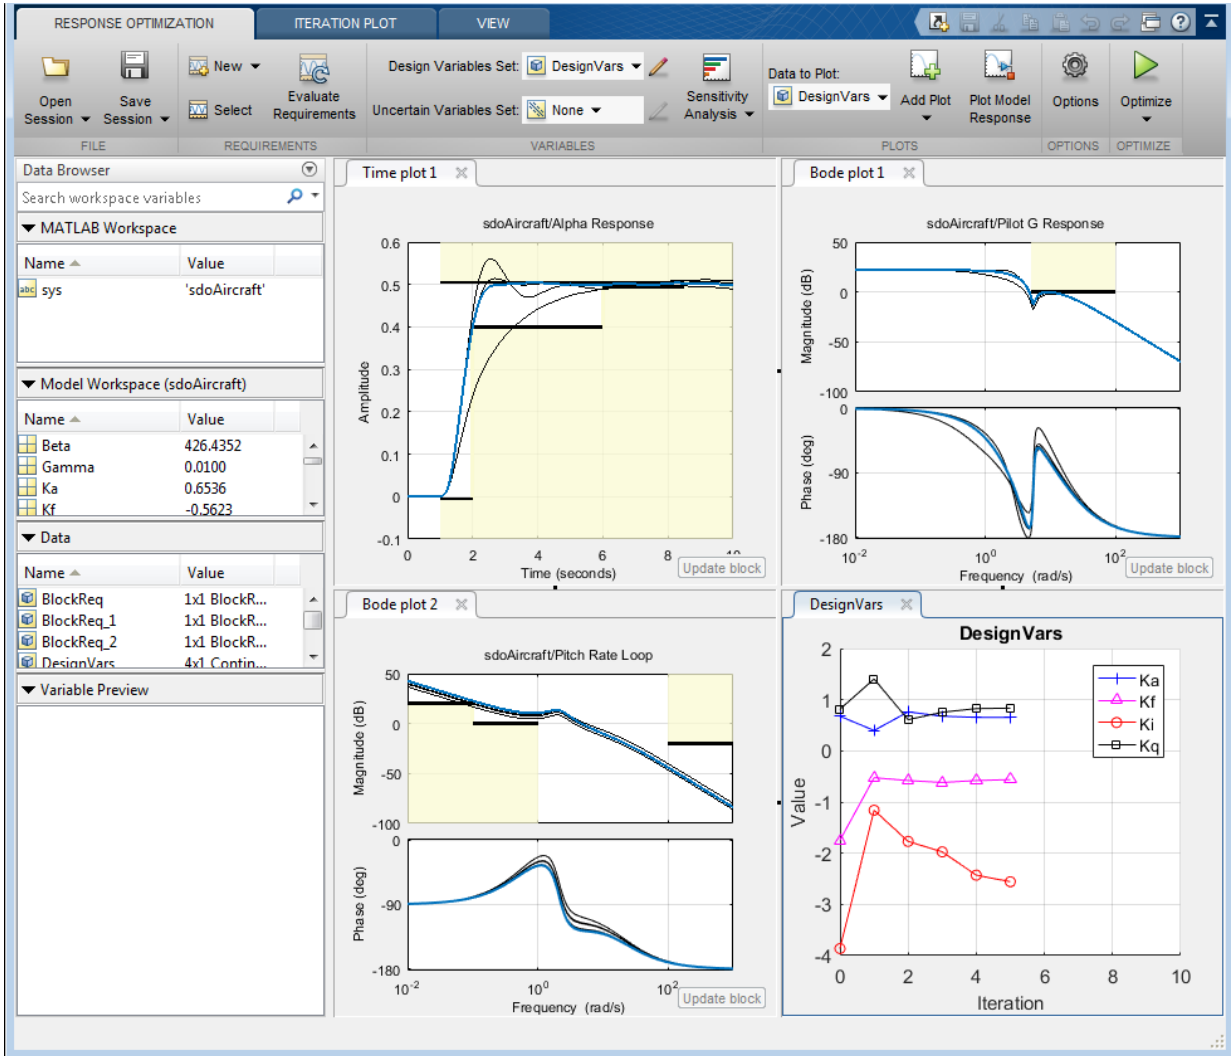 RESPONSE OPTIMIZATION ITERATION PLOT VIEW
New Design Variables Set: DesignVars Data to Plot:
DesignVars
Open Session Save Session Select Evaluate Requirements Uncertain Variables Set: None Sensitivity Analysis Add Plot Plot Model Response Options Optimize
FILE REQUIREMENTS VARIABLES PLOTS OPTIONS OPTIMIZE
Data Browser
Search workspace variables
MATLAB Workspace
Name Value
abc sys 'sdoAircraft'
Model Workspace (sdoAircraft)
Name Value
Beta 426.4352
Gamma 0.0100
Ka 0.6536
Kf -0.5623
Data
Name Value
BlockReq 1x1 BlockR...
BlockReq_1 1x1 BlockR...
BlockReq_2 1x1 BlockR...
DesignVars 4x1 Contin...
Variable Preview
Time plot 1
sdoAircraft/Alpha Response
0.6
0.5
0.4
0.3
0.2
0.1
0
-0.1
Amplitude
0 2 4 6 8 10
Time (seconds)
Update block
Bode plot 1
sdoAircraft/Pilot G Response
50
0
-50
-100
Magnitude (dB)
0
-90
-180
Phase (deg)
10-2 100 102
Frequency (rad/s)
Update block
Bode plot 2
sdoAircraft/Pitch Rate Loop
50
0
-50
-100
Magnitude (dB)
0
-90
-180
Phase (deg)
10-2 100 102
Frequency (rad/s)
Update block
DesignVars
DesignVars
2
1
0
-1
-2
-3
-4
Value
Ka
Kf
Ki
Kq
0 2 4 6 8 10
Iteration